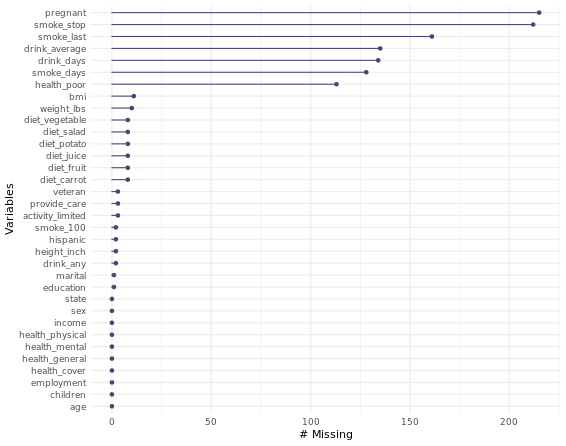 pregnant
smoke_stop
smoke_last
drink_average
drink_days
smoke_days
health_poor
bmi
weight_lbs
diet_vegetable
diet_salad
diet_potato
diet_juice
diet_fruit
diet_carrot
veteran
provide_care
activity_limited
smoke_100
hispanic
height_inch
drink_any
marital
education
state
sex
income
health_physical
health_mental
health_general
health_cover
employment
children
age
Variables
0 50 100 150 200
# Missing